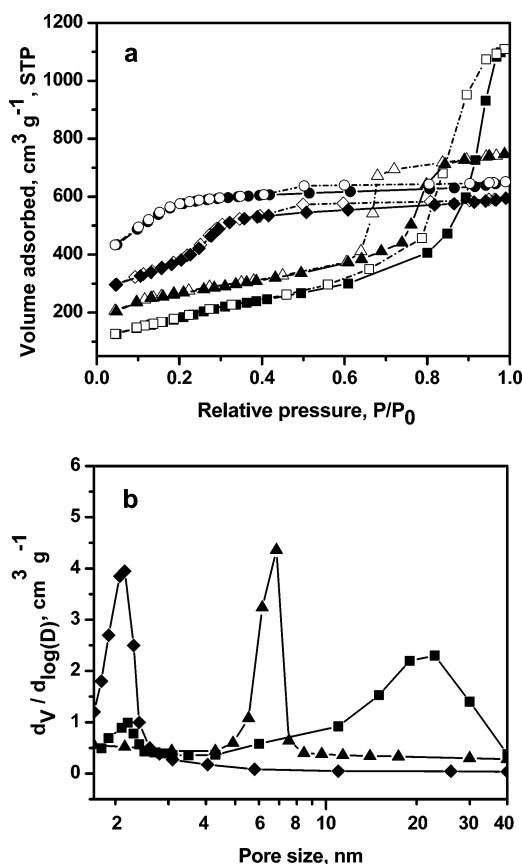 a
Volume adsorbed, cm³ g⁻¹, STP
1200
1000
800
600
400
200
0.0 0.2 0.4 0.6 0.8 1.0
Relative pressure, P/P₀
b
dV / dlog(D), cm³ g⁻¹
6
5
4
3
2
1
0
2 4 6 8 10 20 30 40
Pore size, nm